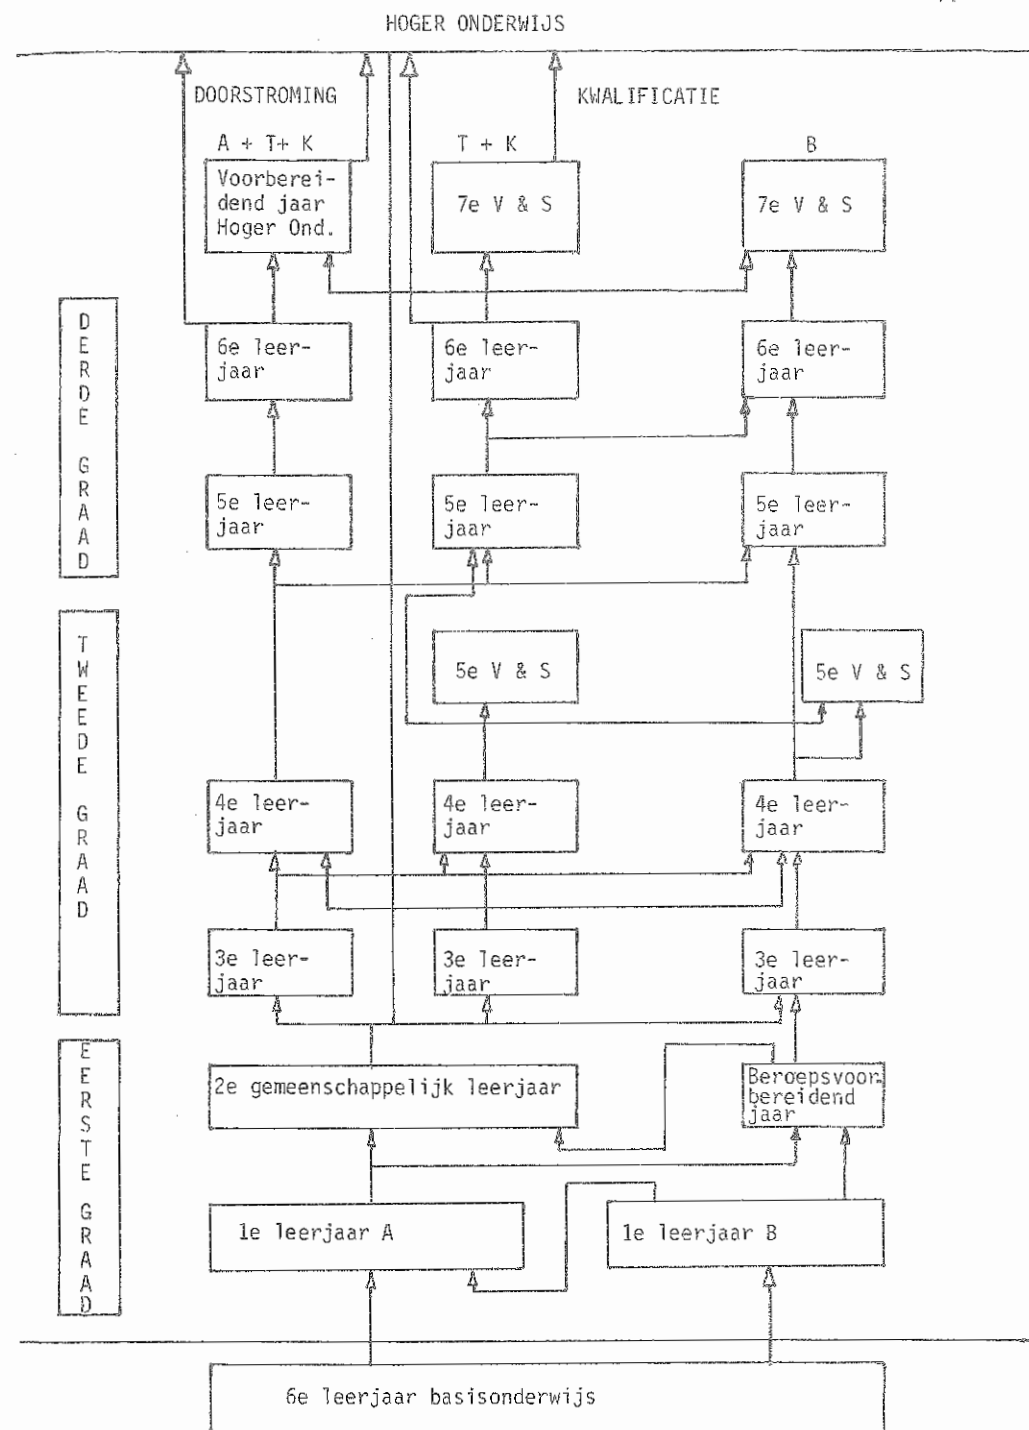 HOGER ONDERWIJS
DOORSTROMING
KWALIFICATIE
A + T+ K
T + K
B
Voorberei-
dend jaar
Hoger Ond.
7e V & S
7e V & S
DERDE GRAAD
6e leer-
jaar
6e leer-
jaar
6e leer-
jaar
5e leer-
jaar
5e leer-
jaar
5e leer-
jaar
TWEEDE GRAAD
5e V & S
5e V & S
4e leer-
jaar
4e leer-
jaar
4e leer-
jaar
3e leer-
jaar
3e leer-
jaar
3e leer-
jaar
EERSTE GRAAD
2e gemeenschappelijk leerjaar
Beroepsvoor-
bereidend
jaar
1e leerjaar A
1e leerjaar B
6e leerjaar basisonderwijs